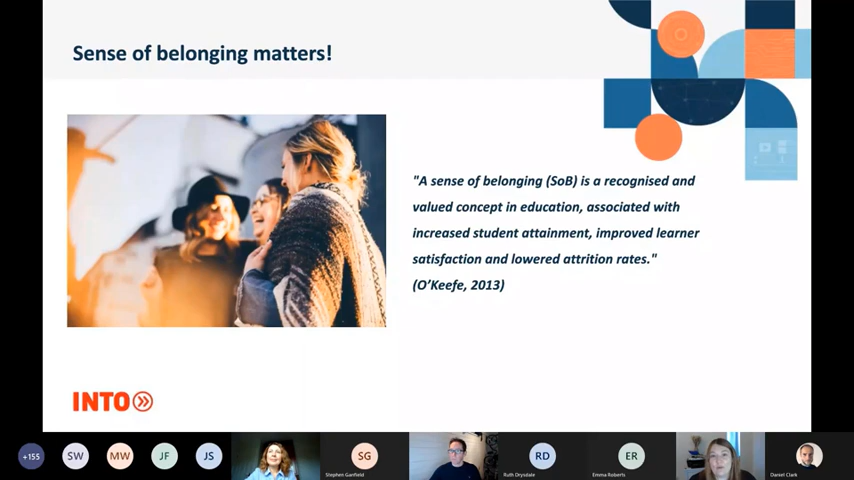 Sense of belonging matters!
"A sense of belonging (SoB) is a recognised and
valued concept in education, associated with
increased student attainment, improved learner
satisfaction and lowered attrition rates."
(O'Keefe, 2013)
INTO
+155
SW
MW
JF
JS
SG
Stephen Ganfield
RD
Ruth Drysdale
ER
Emma Roberts
Daniel Clark